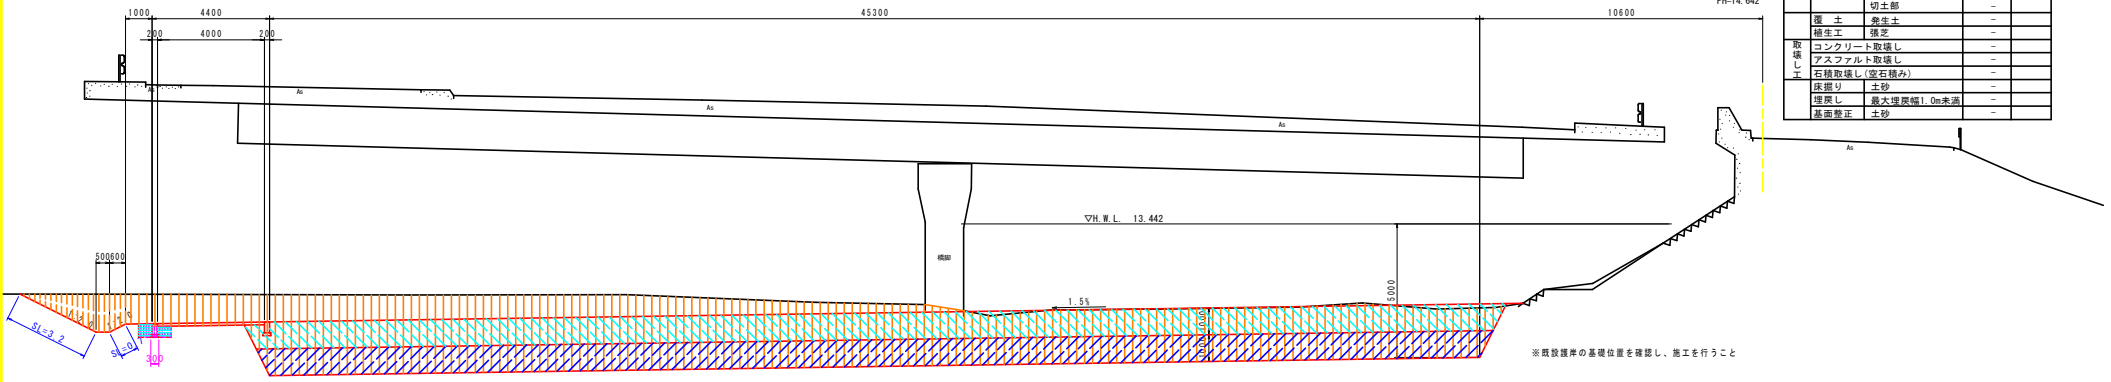 FH=14.642
1000
4400
45300
10600
200
4000
200
切土部 -
覆土 発生土 -
植生工 張芝 -
取壊し工
コンクリート取壊し -
アスファルト取壊し -
石積取壊し(空石積み) -
床掘り 土砂 -
埋戻し 最大埋戻幅1.0m未満 -
基面整正 土砂 -
As
As
As
As
As
▽H.W.L. 13.442
橋脚
500
600
5000
1.5%
SL=3.2
1000
1000
300
※既設護岸の基礎位置を確認し、施工を行うこと